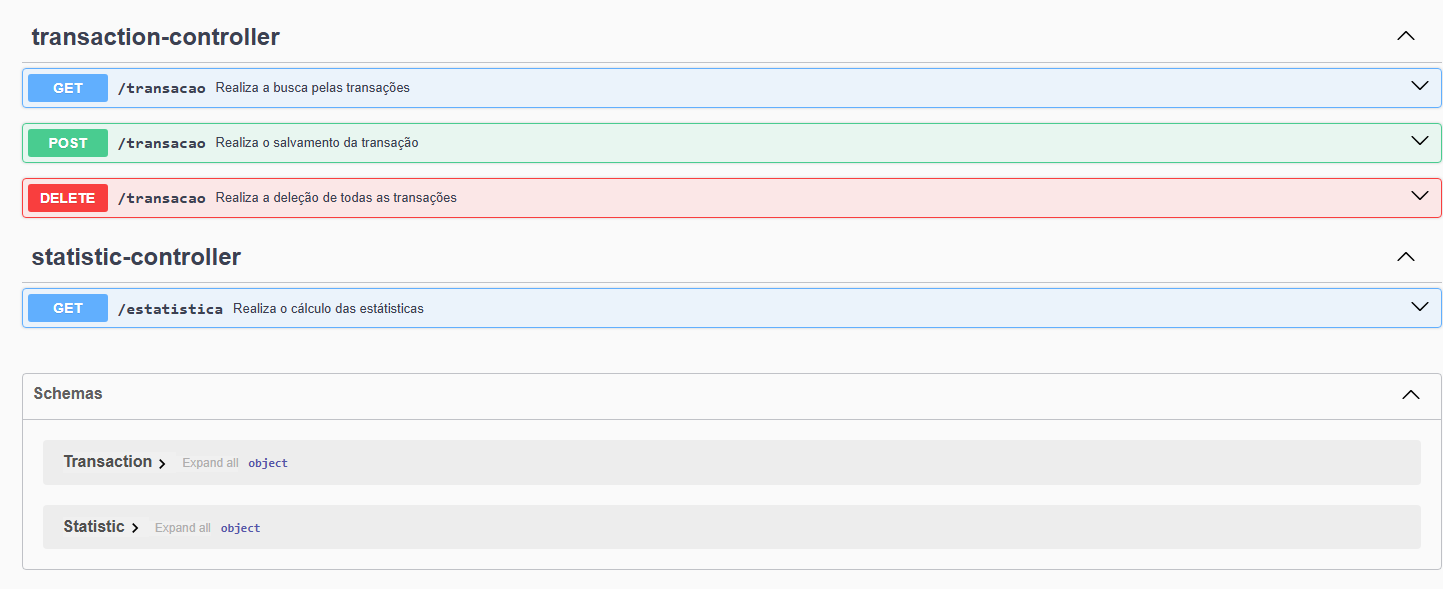 transaction-controller
GET /transacao Realiza a busca pelas transações
POST /transacao Realiza o salvamento da transação
DELETE /transacao Realiza a deleção de todas as transações
statistic-controller
GET /estatistica Realiza o cálculo das estátisticas
Schemas
Transaction Expand all object
Statistic Expand all object